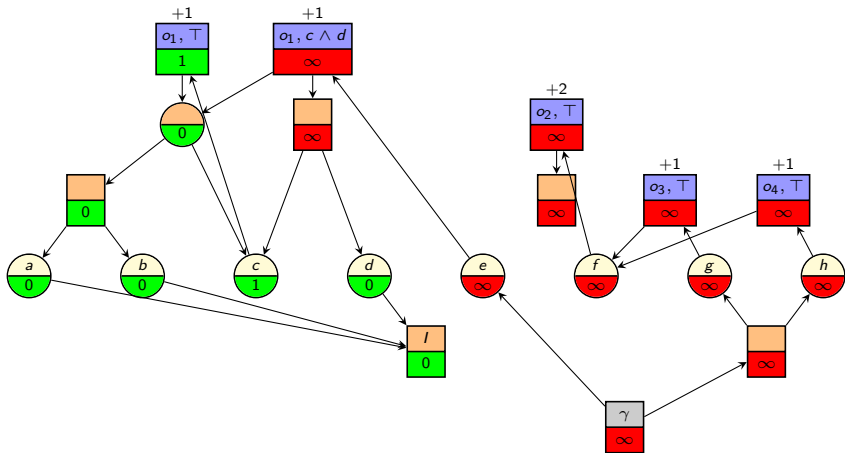 +1 +1
o₁, ⊤ o₁, c ∧ d
1 ∞
+2
o₂, ⊤
0 ∞ ∞
+1 +1
o₃, ⊤ o₄, ⊤
0 ∞ ∞ ∞
a b c d e f g h
0 0 1 0 ∞ ∞ ∞ ∞
I
0 ∞
γ
∞